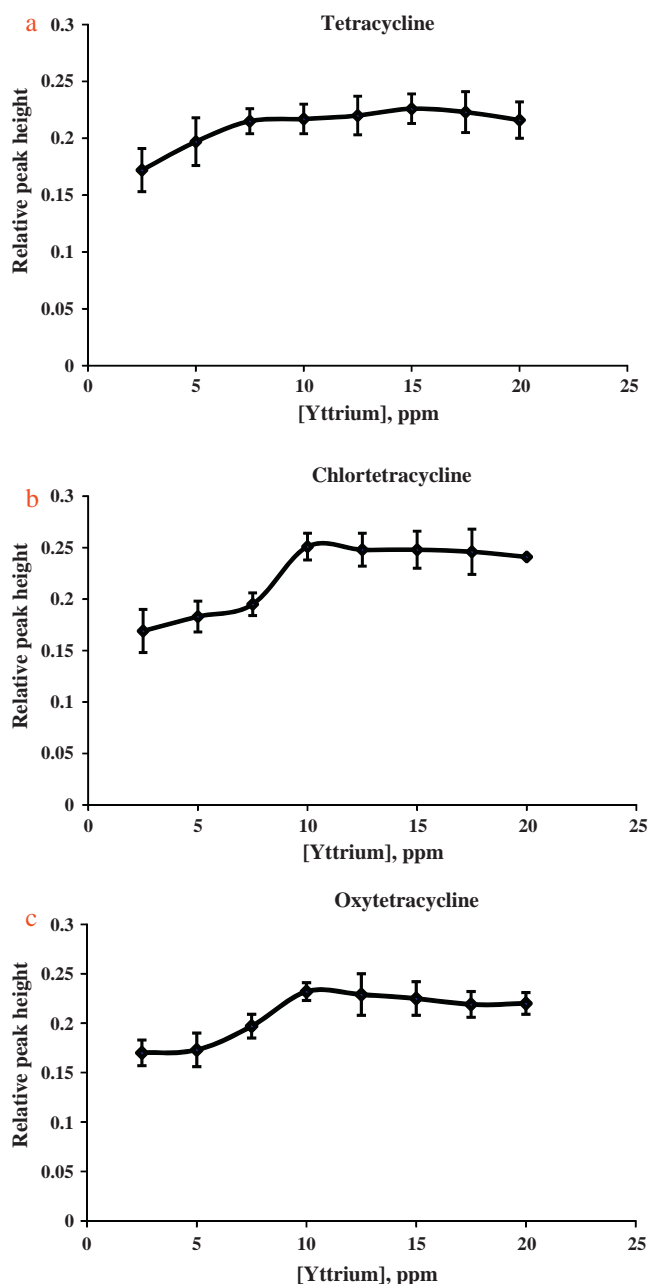 a
Tetracycline
0.3
0.25
0.2
0.15
0.1
0.05
0
0 5 10 15 20 25
Relative peak height
[Yttrium], ppm
b
Chlortetracycline
0.3
0.25
0.2
0.15
0.1
0.05
0
0 5 10 15 20 25
Relative peak height
[Yttrium], ppm
c
Oxytetracycline
0.3
0.25
0.2
0.15
0.1
0.05
0
0 5 10 15 20 25
Relative peak height
[Yttrium], ppm